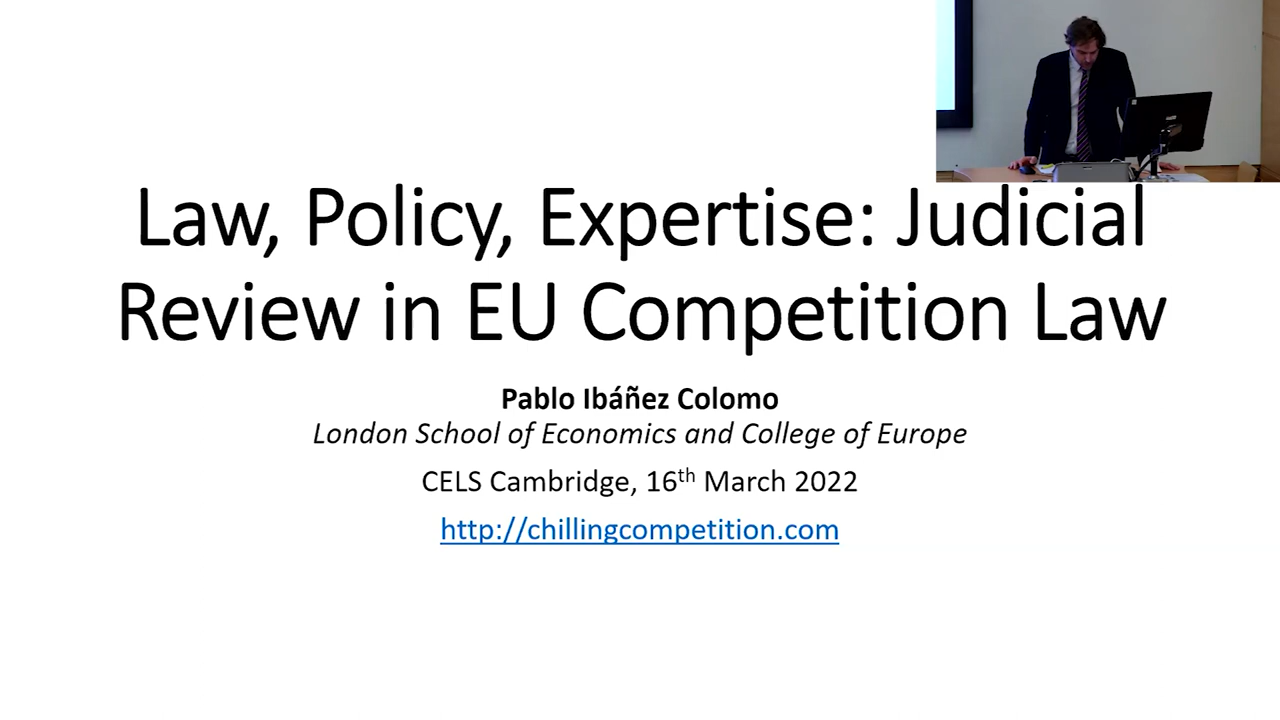 Law, Policy, Expertise: Judicial
Review in EU Competition Law
Pablo Ibáñez Colomo
London School of Economics and College of Europe
CELS Cambridge, 16th March 2022
http://chillingcompetition.com